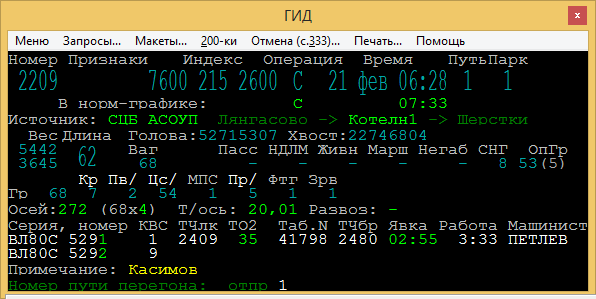 ГИД
Меню Запросы... Макеты... 200-ки Отмена (с.333)... Печать... Помощь
Номер Признаки Индекс Операция Время Путь Парк
2209 7600 215 2600 С 21 фев 06:28 1 1
В норм-графике: С 07:33
Источник: СЦВ АСОУП Лянгасово -> Котелн1 -> Шерстки
Вес Длина Голова:52715307 Хвост:22746804
5442 62 Ваг Пасс НДЛМ Живн Марш Негаб СНГ ОпГр
3645 68 - - - - - 8 53(5)
Кр Пв/ Цс/ МПС Пр/ Фтг Зрв
Гр 68 7 2 54 1 5 1 1
Осей:272 (68х4) Т/ось: 20,01 Развоз: -
Серия, номер КВС ТЧлк ТО2 Таб.N ТЧбр Явка Работа Машинист
ВЛ80С 5291 1 2409 35 41798 2480 02:55 3:33 ПЕТЛЕВ
ВЛ80С 5292 9
Примечание: Касимов
Номер пути перегона: отпр 1